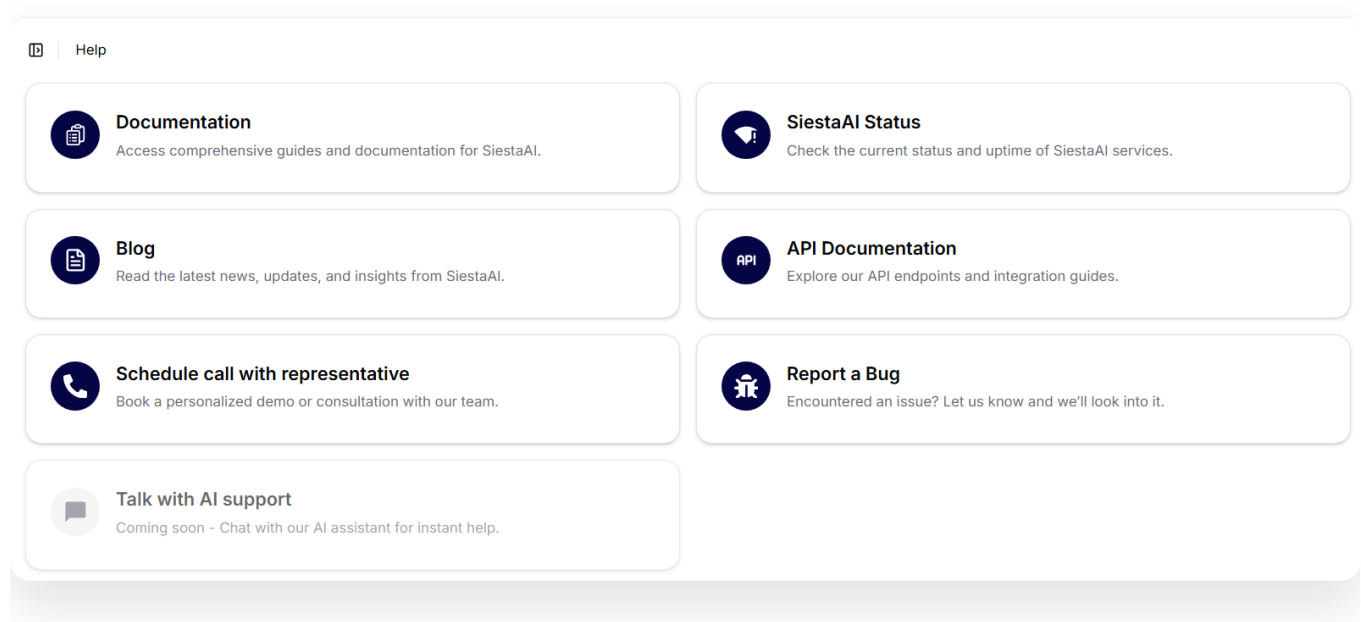 Help
Documentation
Access comprehensive guides and documentation for SiestaAI.
SiestaAI Status
Check the current status and uptime of SiestaAI services.
Blog
Read the latest news, updates, and insights from SiestaAI.
API
API Documentation
Explore our API endpoints and integration guides.
Schedule call with representative
Book a personalized demo or consultation with our team.
Report a Bug
Encountered an issue? Let us know and we’ll look into it.
Talk with AI support
Coming soon - Chat with our AI assistant for instant help.